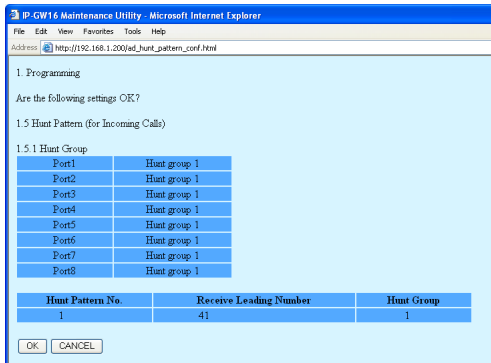 IP-GW16 Maintenance Utility - Microsoft Internet Explorer
File Edit View Favorites Tools Help
Address http://192.168.1.200/ad_hunt_pattern_conf.html
1. Programming
Are the following settings OK?
1.5 Hunt Pattern (for Incoming Calls)
1.5.1 Hunt Group
Port1 Hunt group 1
Port2 Hunt group 1
Port3 Hunt group 1
Port4 Hunt group 1
Port5 Hunt group 1
Port6 Hunt group 1
Port7 Hunt group 1
Port8 Hunt group 1
Hunt Pattern No. Receive Leading Number Hunt Group
1 41 1
OK CANCEL